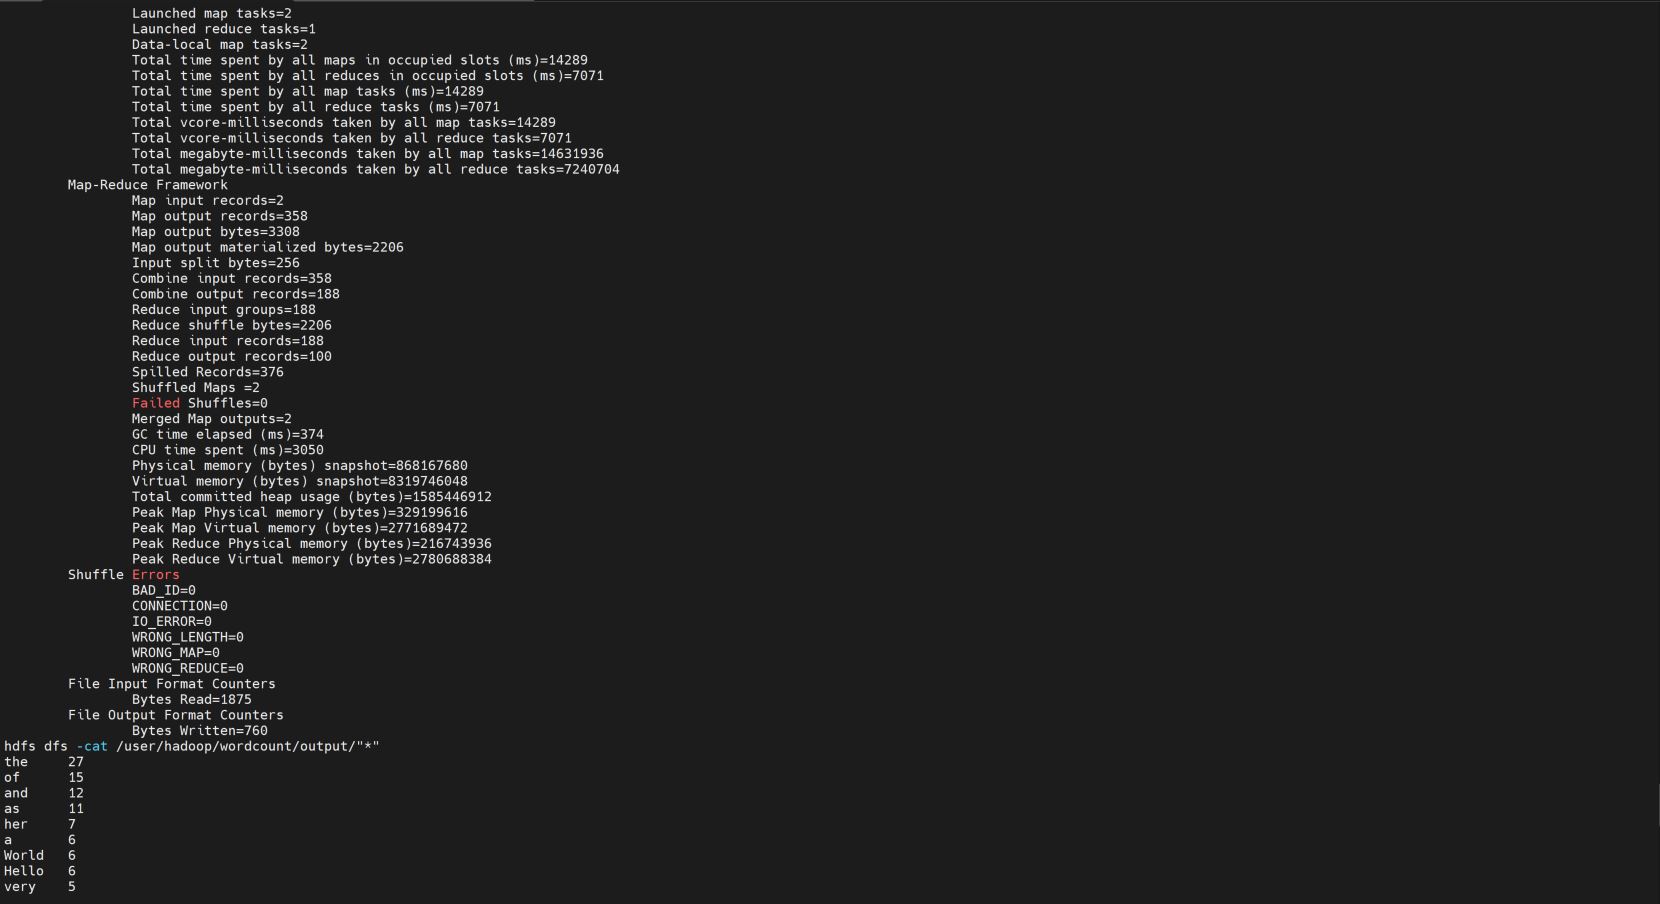 Launched map tasks=2
Launched reduce tasks=1
Data-local map tasks=2
Total time spent by all maps in occupied slots (ms)=14289
Total time spent by all reduces in occupied slots (ms)=7071
Total time spent by all map tasks (ms)=14289
Total time spent by all reduce tasks (ms)=7071
Total vcore-milliseconds taken by all map tasks=14289
Total vcore-milliseconds taken by all reduce tasks=7071
Total megabyte-milliseconds taken by all map tasks=14631936
Total megabyte-milliseconds taken by all reduce tasks=7240704
Map-Reduce Framework
Map input records=2
Map output records=358
Map output bytes=3308
Map output materialized bytes=2206
Input split bytes=256
Combine input records=358
Combine output records=188
Reduce input groups=188
Reduce shuffle bytes=2206
Reduce input records=188
Reduce output records=100
Spilled Records=376
Shuffled Maps =2
Failed Shuffles=0
Merged Map outputs=2
GC time elapsed (ms)=374
CPU time spent (ms)=3050
Physical memory (bytes) snapshot=868167680
Virtual memory (bytes) snapshot=8319746048
Total committed heap usage (bytes)=1585446912
Peak Map Physical memory (bytes)=329199616
Peak Map Virtual memory (bytes)=2771689472
Peak Reduce Physical memory (bytes)=216743936
Peak Reduce Virtual memory (bytes)=2780688384
Shuffle Errors
BAD_ID=0
CONNECTION=0
IO_ERROR=0
WRONG_LENGTH=0
WRONG_MAP=0
WRONG_REDUCE=0
File Input Format Counters
Bytes Read=1875
File Output Format Counters
Bytes Written=760
hdfs dfs -cat /user/hadoop/wordcount/output/"*"
the 27
of 15
and 12
as 11
her 7
a 6
World 6
Hello 6
very 5